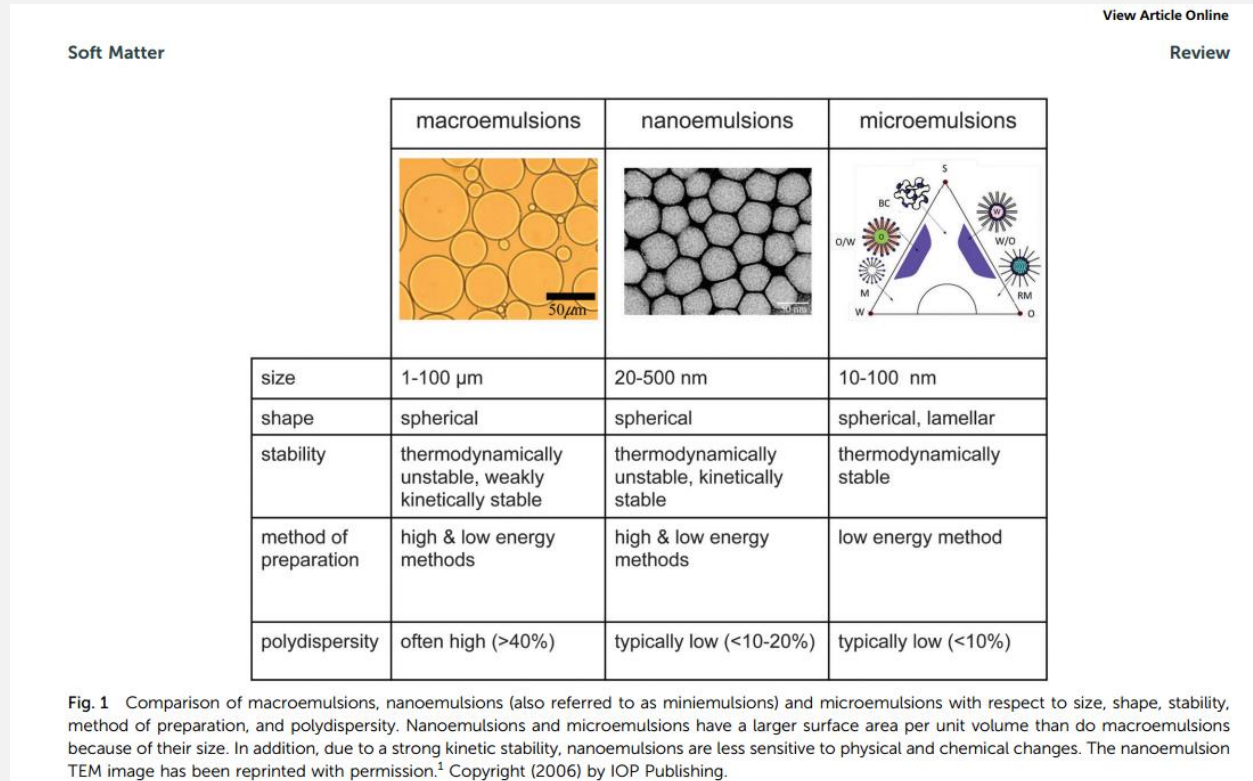 View Article Online
Soft Matter
Review
macroemulsions
nanoemulsions
microemulsions
50μm
nm
S
BC
W
O/W
O
W/O
M
RM
W
O
size
1-100 μm
20-500 nm
10-100 nm
shape
spherical
spherical
spherical, lamellar
stability
thermodynamically
unstable, weakly
kinetically stable
thermodynamically
unstable, kinetically
stable
thermodynamically
stable
method of
preparation
high & low energy
methods
high & low energy
methods
low energy method
polydispersity
often high (>40%)
typically low (<10-20%)
typically low (<10%)
Fig. 1 Comparison of macroemulsions, nanoemulsions (also referred to as miniemulsions) and microemulsions with respect to size, shape, stability,
method of preparation, and polydispersity. Nanoemulsions and microemulsions have a larger surface area per unit volume than do macroemulsions
because of their size. In addition, due to a strong kinetic stability, nanoemulsions are less sensitive to physical and chemical changes. The nanoemulsion
TEM image has been reprinted with permission.¹ Copyright (2006) by IOP Publishing.